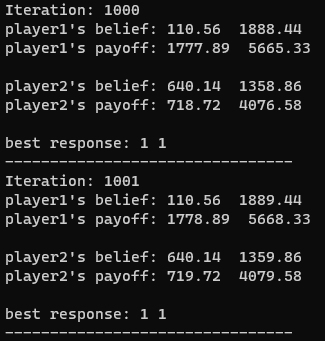 Iteration: 1000
player1's belief: 110.56  1888.44
player1's payoff: 1777.89  5665.33
player2's belief: 640.14  1358.86
player2's payoff: 718.72  4076.58
best response: 1 1
--------------------------------
Iteration: 1001
player1's belief: 110.56  1889.44
player1's payoff: 1778.89  5668.33
player2's belief: 640.14  1359.86
player2's payoff: 719.72  4079.58
best response: 1 1
--------------------------------